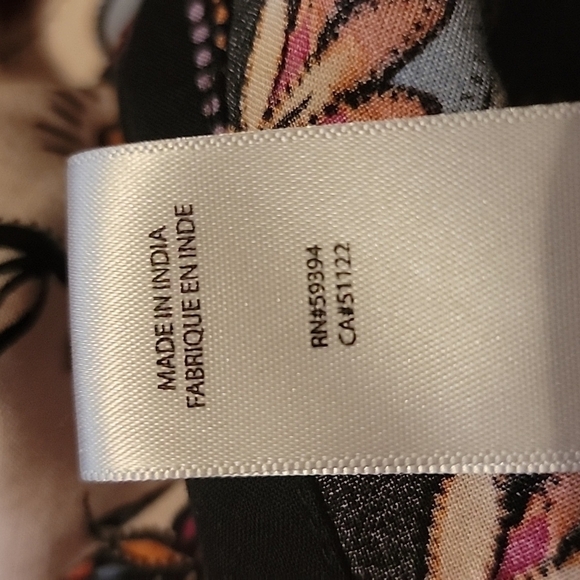 MADE IN INDIA
FABRIQUE EN INDE
RN#59394
CA#51122